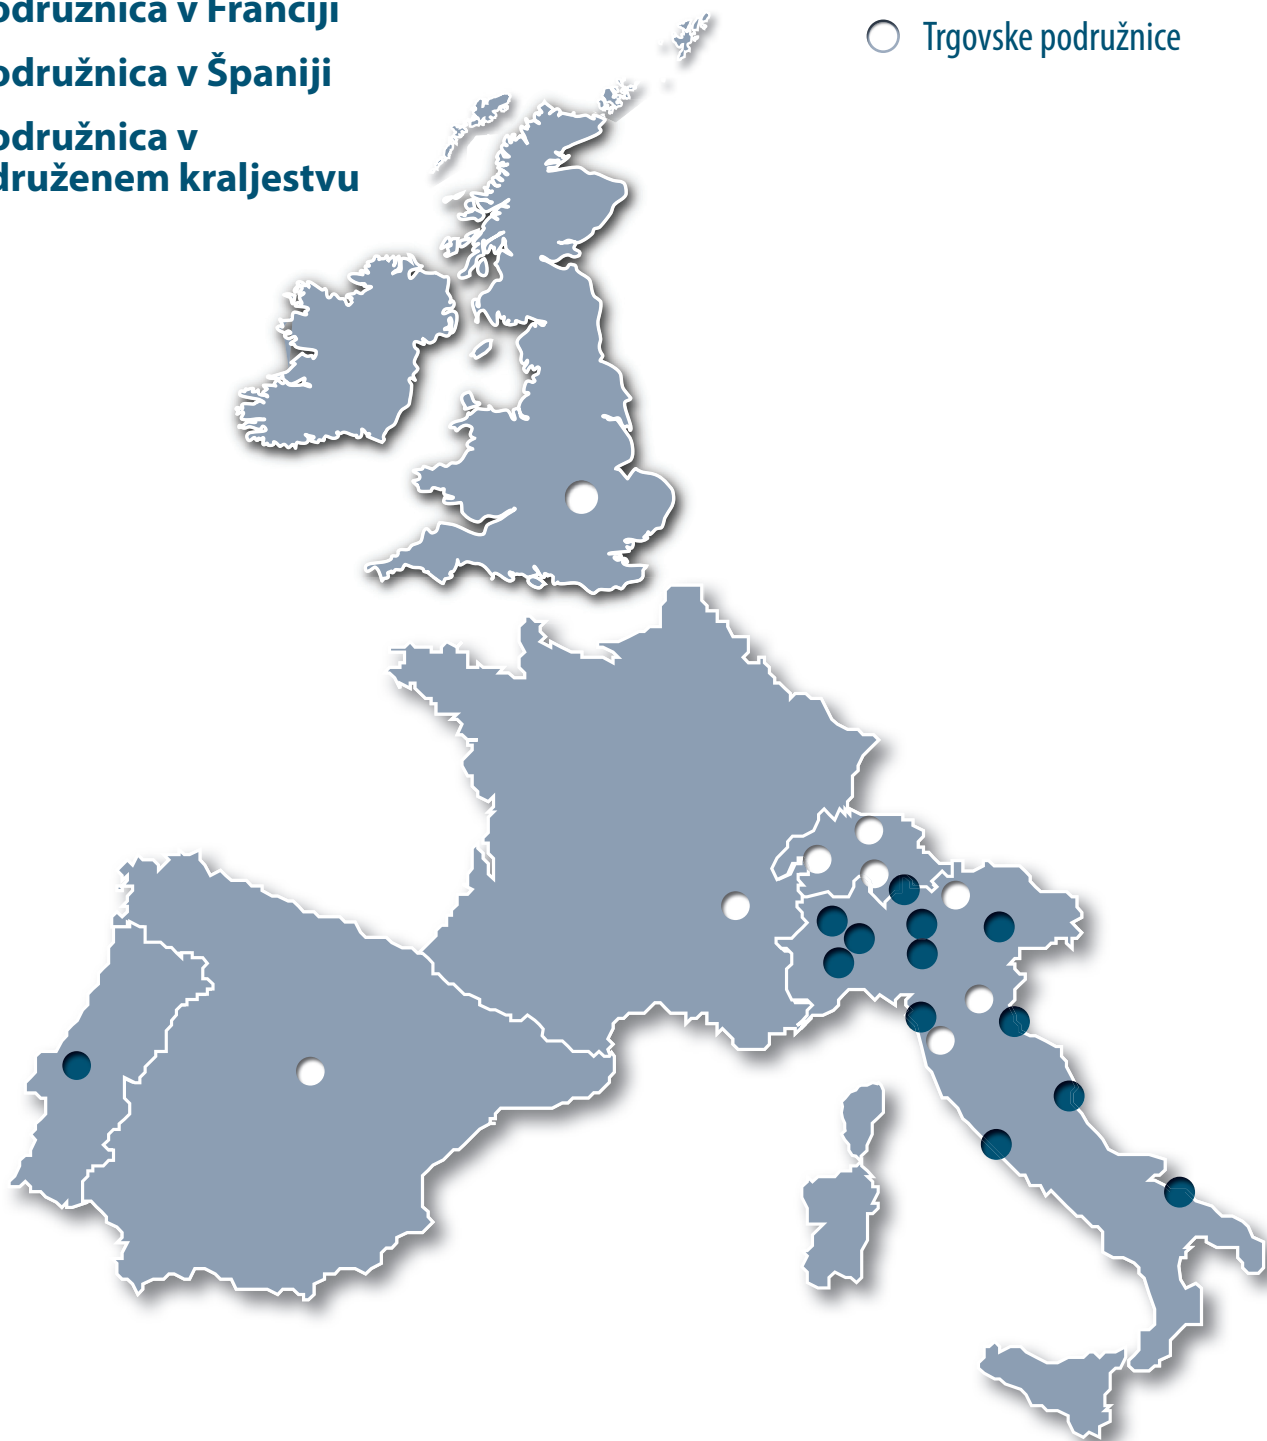 odružnica v Franciji
odružnica v Španiji
odružnica v
druženem kraljestvu
Trgovske podružnice